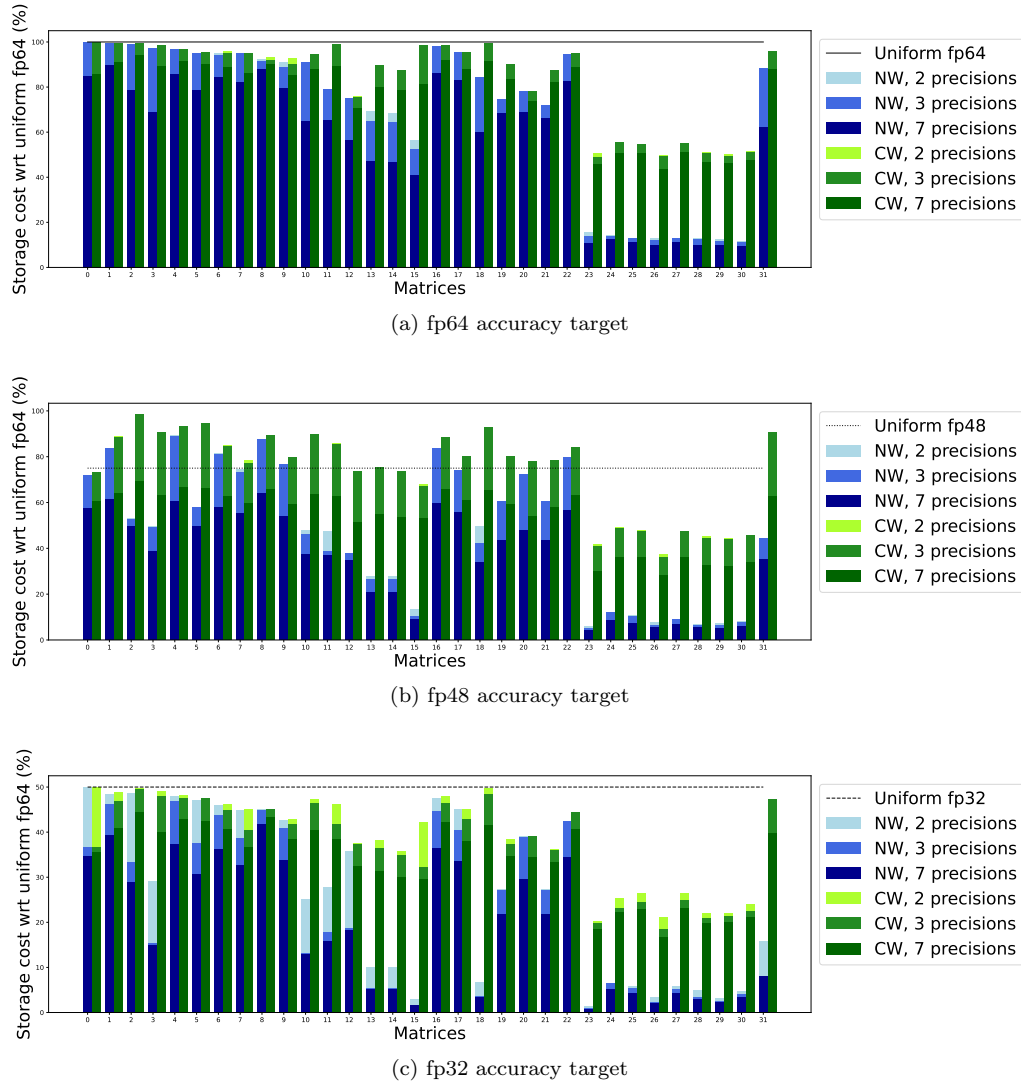 Storage cost wrt uniform fp64 (%)
100
80
60
40
20
0
0 1 2 3 4 5 6 7 8 9 10 11 12 13 14 15 16 17 18 19 20 21 22 23 24 25 26 27 28 29 30 31
Matrices
Uniform fp64
NW, 2 precisions
NW, 3 precisions
NW, 7 precisions
CW, 2 precisions
CW, 3 precisions
CW, 7 precisions
(a) fp64 accuracy target
Storage cost wrt uniform fp64 (%)
100
80
60
40
20
0
0 1 2 3 4 5 6 7 8 9 10 11 12 13 14 15 16 17 18 19 20 21 22 23 24 25 26 27 28 29 30 31
Matrices
Uniform fp48
NW, 2 precisions
NW, 3 precisions
NW, 7 precisions
CW, 2 precisions
CW, 3 precisions
CW, 7 precisions
(b) fp48 accuracy target
Storage cost wrt uniform fp64 (%)
50
40
30
20
10
0
0 1 2 3 4 5 6 7 8 9 10 11 12 13 14 15 16 17 18 19 20 21 22 23 24 25 26 27 28 29 30 31
Matrices
Uniform fp32
NW, 2 precisions
NW, 3 precisions
NW, 7 precisions
CW, 2 precisions
CW, 3 precisions
CW, 7 precisions
(c) fp32 accuracy target